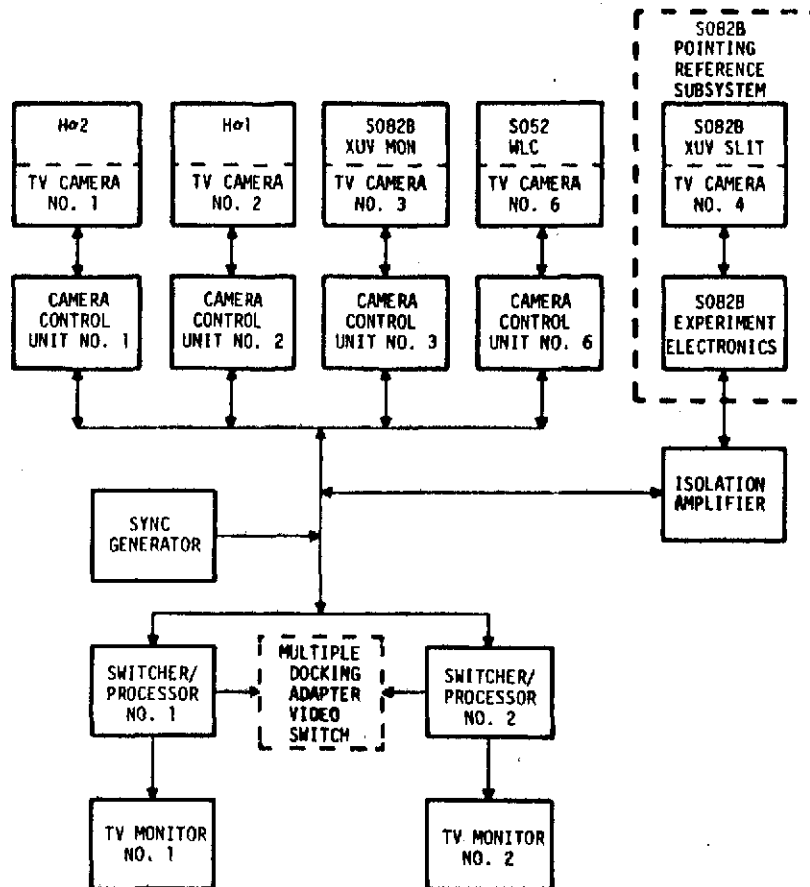 S082B
POINTING
REFERENCE
SUBSYSTEM
Hα2
TV CAMERA
NO. 1
Hα1
TV CAMERA
NO. 2
S082B
XUV MON
TV CAMERA
NO. 3
S052
WLC
TV CAMERA
NO. 6
S082B
XUV SLIT
TV CAMERA
NO. 4
CAMERA
CONTROL
UNIT NO. 1
CAMERA
CONTROL
UNIT NO. 2
CAMERA
CONTROL
UNIT NO. 3
CAMERA
CONTROL
UNIT NO. 6
S082B
EXPERIMENT
ELECTRONICS
ISOLATION
AMPLIFIER
SYNC
GENERATOR
SWITCHER/
PROCESSOR
NO. 1
MULTIPLE
DOCKING
ADAPTER
VIDEO
SWITCH
SWITCHER/
PROCESSOR
NO. 2
TV MONITOR
NO. 1
TV MONITOR
NO. 2